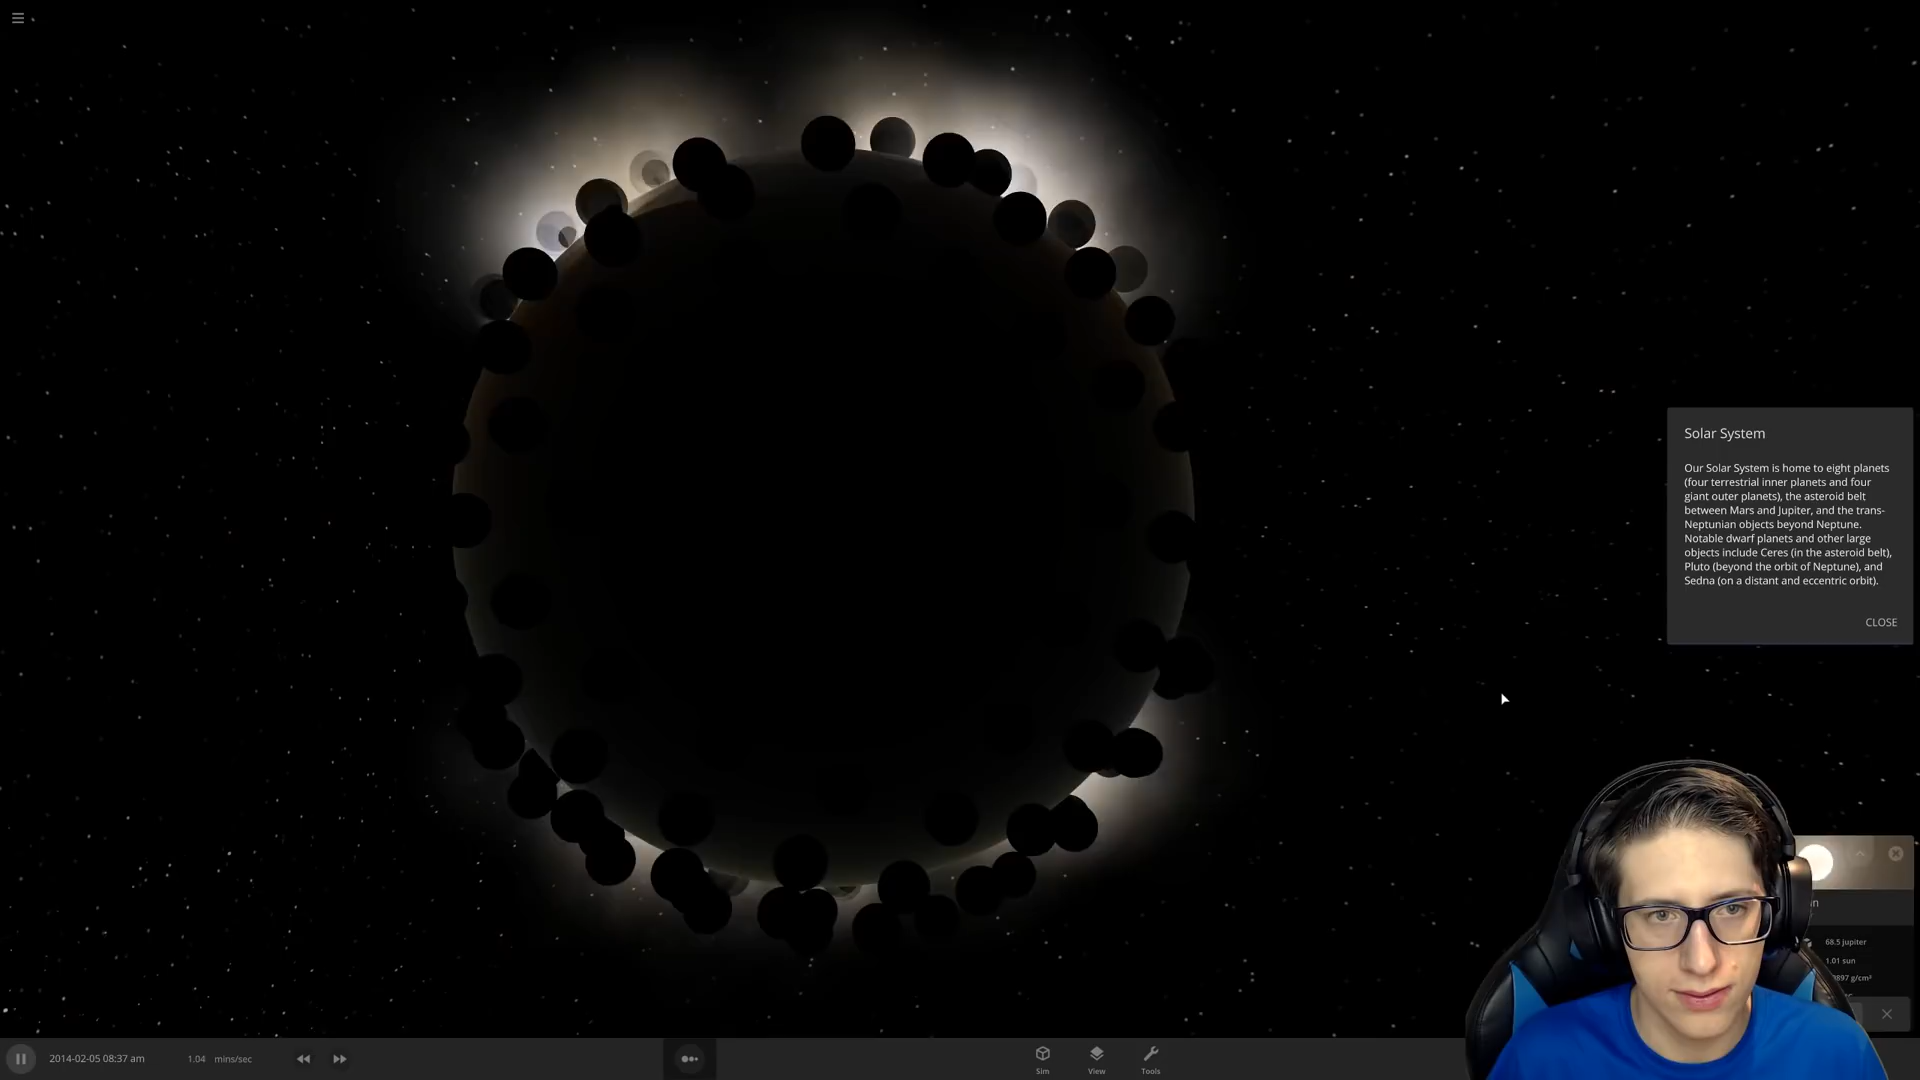 Solar System
Our Solar System is home to eight planets
(four terrestrial inner planets and four
giant outer planets), the asteroid belt
between Mars and Jupiter, and the trans-
Neptunian objects beyond Neptune.
Notable dwarf planets and other large
objects include Ceres (in the asteroid belt),
Pluto (beyond the orbit of Neptune), and
Sedna (on a distant and eccentric orbit).
CLOSE
68.5 jupiter
1.01 sun
g/cm³
2014-02-05 08:37 am
1.04 mins/sec
Sim
View
Tools